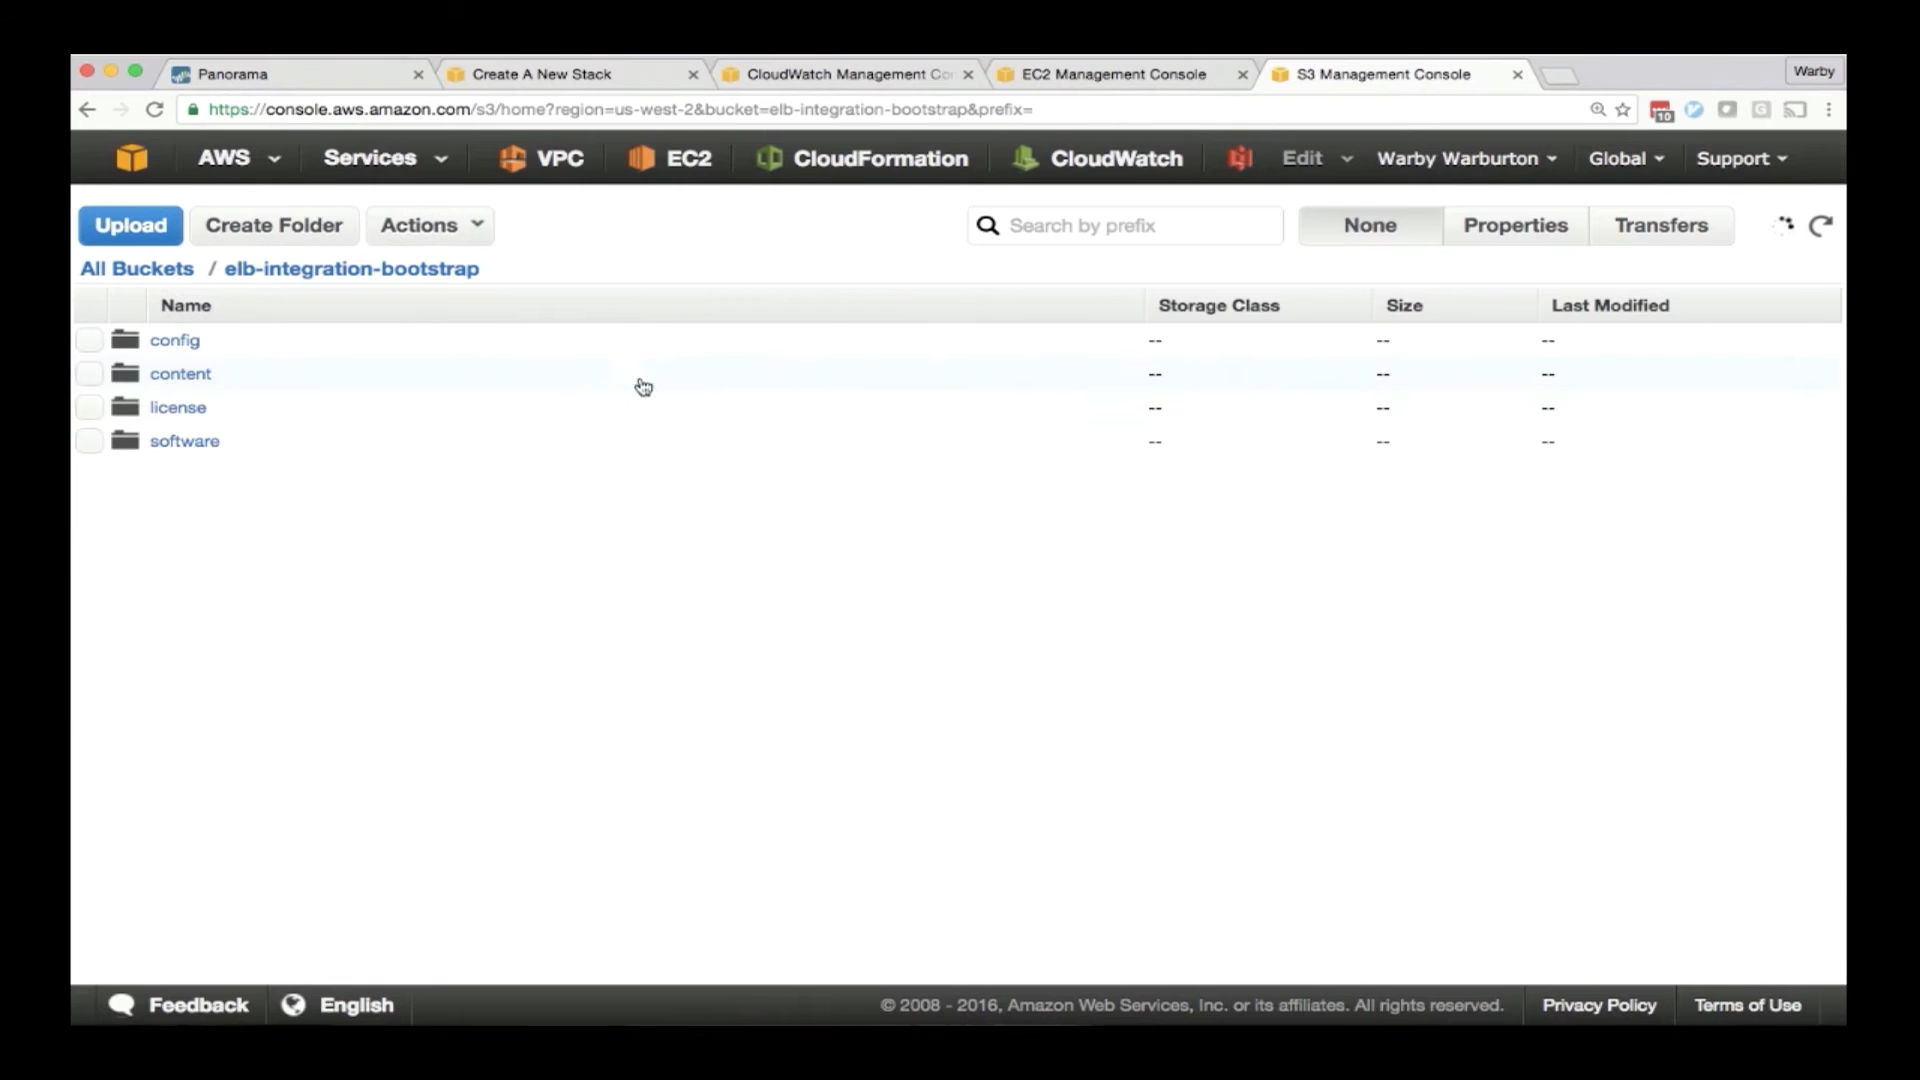 Panorama
Create A New Stack
CloudWatch Management Co
EC2 Management Console
S3 Management Console
Warby
https://console.aws.amazon.com/s3/home?region=us-west-2&bucket=elb-integration-bootstrap&prefix=
10
AWS Services VPC EC2 CloudFormation CloudWatch Edit Warby Warburton Global Support
Upload Create Folder Actions Search by prefix None Properties Transfers
All Buckets / elb-integration-bootstrap
Name Storage Class Size Last Modified
config -- -- --
content -- -- --
license -- -- --
software -- -- --
Feedback English © 2008 - 2016, Amazon Web Services, Inc. or its affiliates. All rights reserved. Privacy Policy Terms of Use